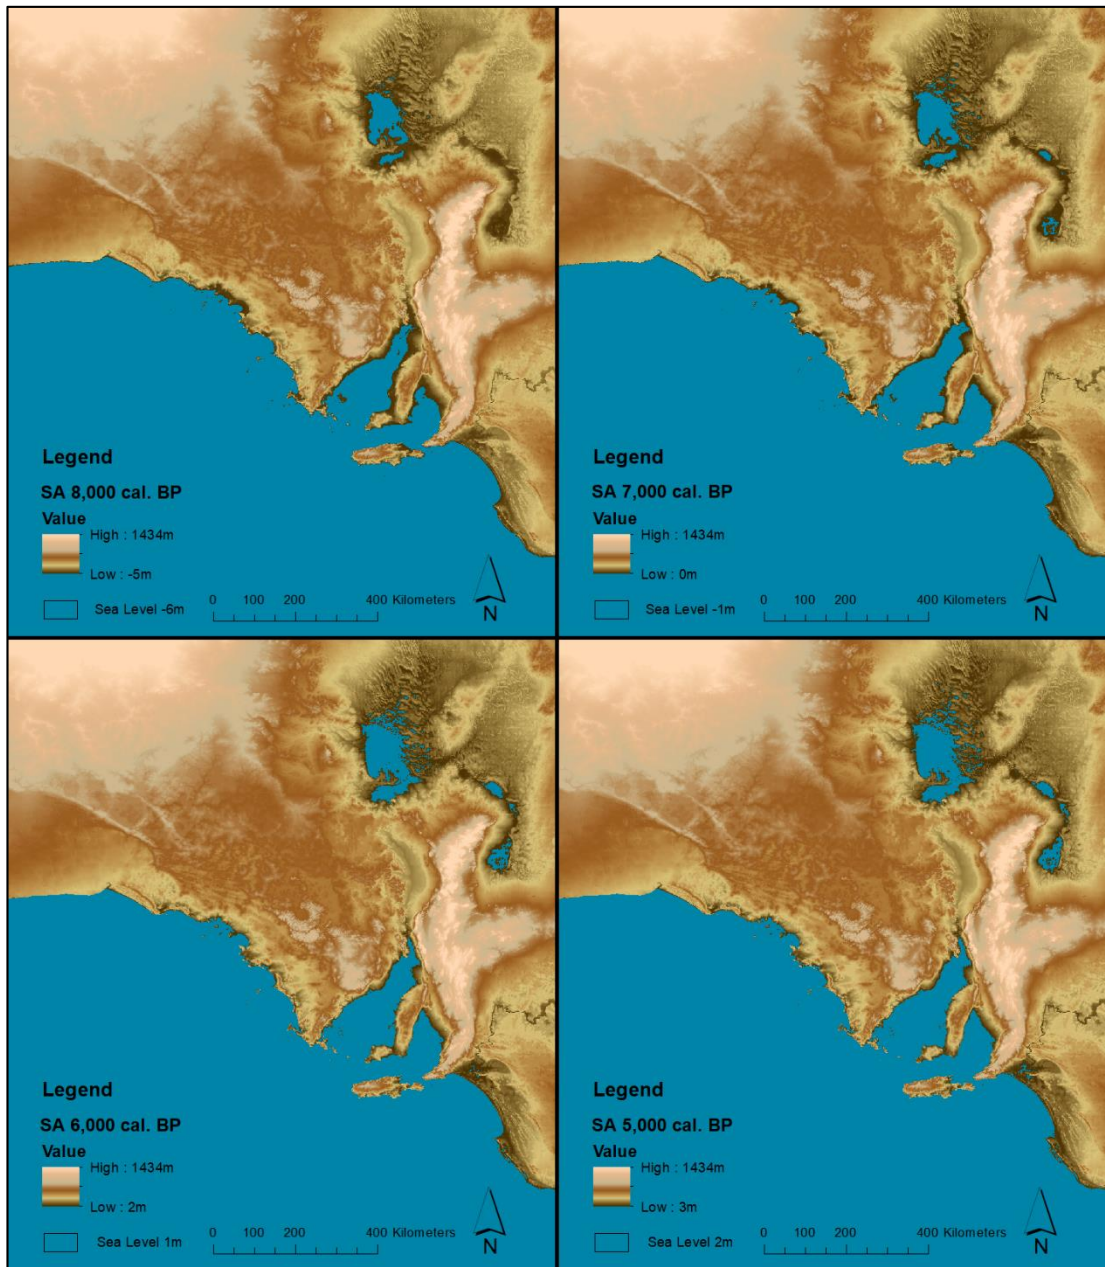 Legend
SA 8,000 cal. BP
Value
High : 1434m
Low : -5m
Sea Level -6m
0 100 200 400 Kilometers
N
Legend
SA 7,000 cal. BP
Value
High : 1434m
Low : 0m
Sea Level -1m
0 100 200 400 Kilometers
N
Legend
SA 6,000 cal. BP
Value
High : 1434m
Low : 2m
Sea Level 1m
0 100 200 400 Kilometers
N
Legend
SA 5,000 cal. BP
Value
High : 1434m
Low : 3m
Sea Level 2m
0 100 200 400 Kilometers
N